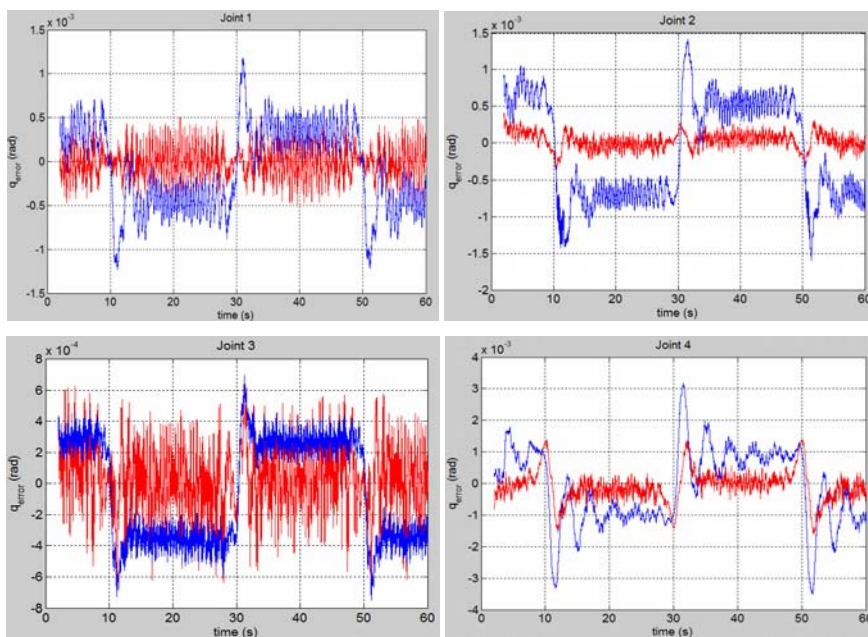 Joint 1
x 10⁻³
1.5
1
0.5
0
-0.5
-1
-1.5
q_error (rad)
0 10 20 30 40 50 60
time (s)
Joint 2
x 10⁻³
1.5
1
0.5
0
-0.5
-1
-1.5
-2
q_error (rad)
0 10 20 30 40 50 60
time (s)
Joint 3
x 10⁻⁴
8
6
4
2
0
-2
-4
-6
-8
q_error (rad)
0 10 20 30 40 50 60
time (s)
Joint 4
x 10⁻³
4
3
2
1
0
-1
-2
-3
-4
q_error (rad)
0 10 20 30 40 50 60
time (s)